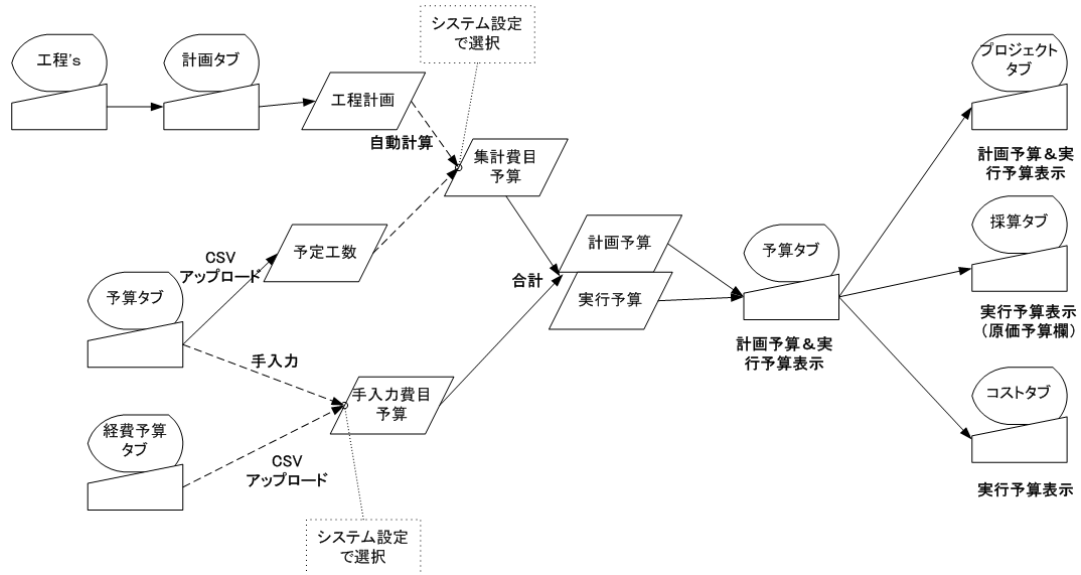 システム設定
で選択
工程's
計画タブ
工程計画
自動計算
集計費目
予算
プロジェクト
タブ
計画予算＆実
行予算表示
CSV
アップロード
予定工数
計画予算
実行予算
合計
予算タブ
計画予算＆実
行予算表示
採算タブ
実行予算表示
（原価予算欄）
予算タブ
手入力
手入力費目
予算
経費予算
タブ
CSV
アップロード
コストタブ
実行予算表示
システム設定
で選択